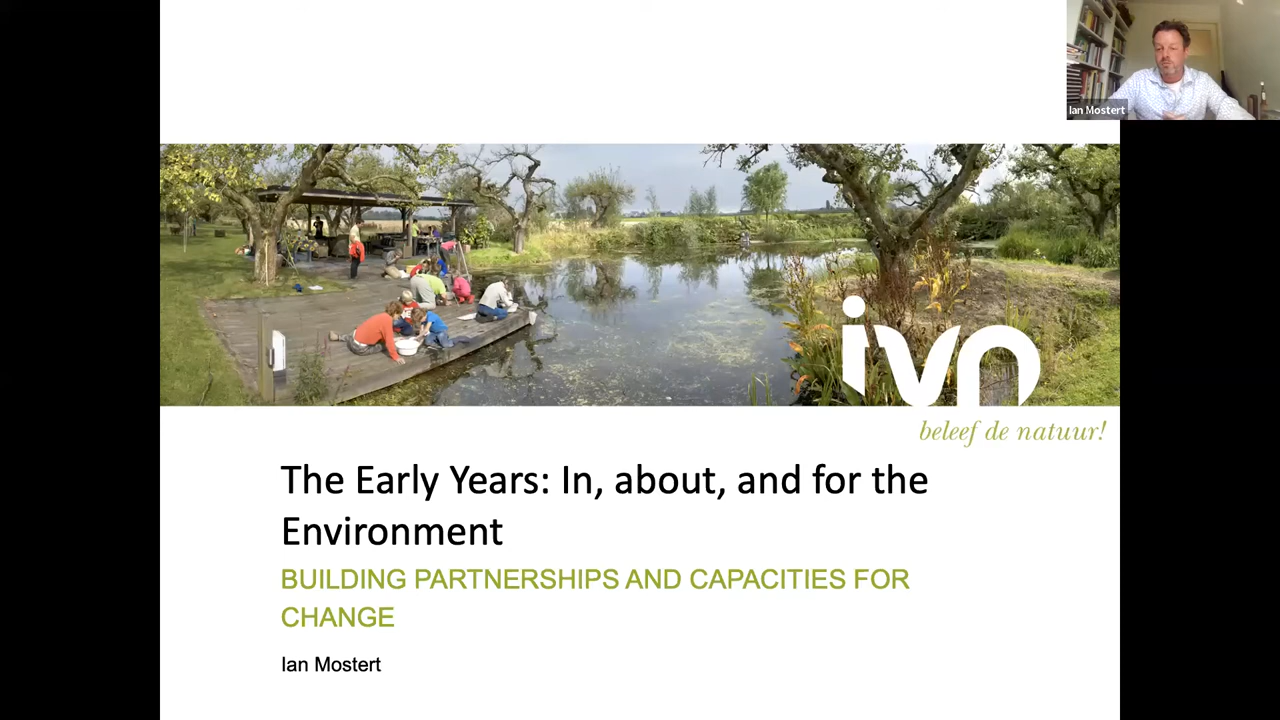 Ian Mostert
ivn
beleef de natuur!
The Early Years: In, about, and for the
Environment
BUILDING PARTNERSHIPS AND CAPACITIES FOR
CHANGE
Ian Mostert